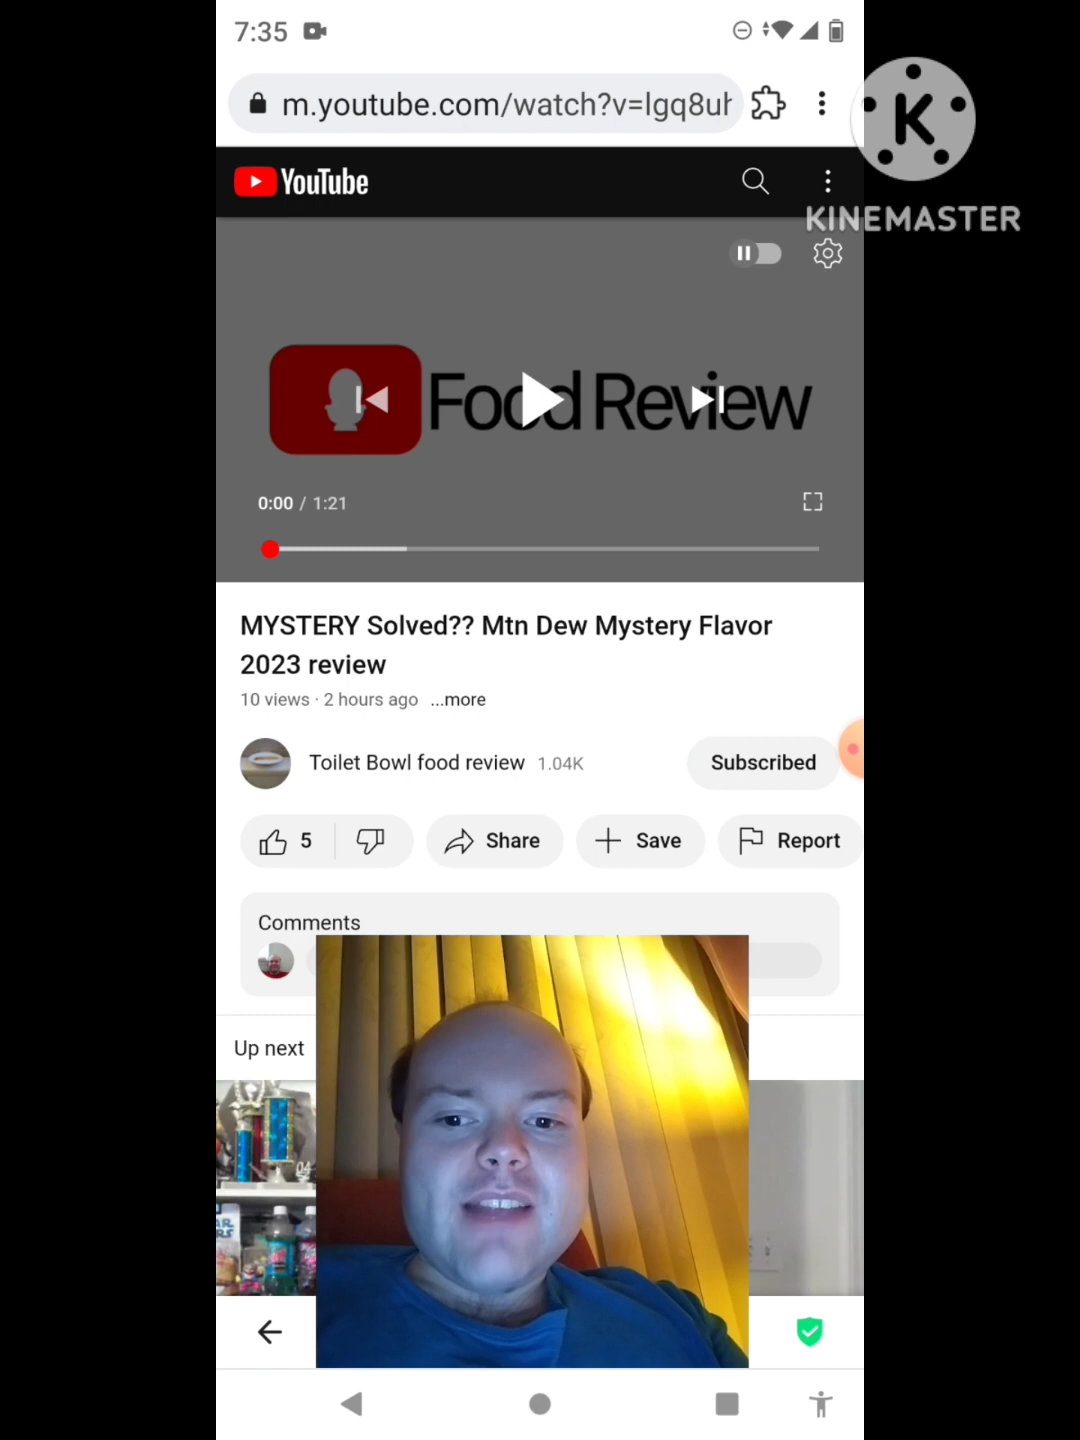 7:35
m.youtube.com/watch?v=lgq8uh
KINEMASTER
YouTube
Food Review
0:00 / 1:21
MYSTERY Solved?? Mtn Dew Mystery Flavor
2023 review
10 views · 2 hours ago ...more
Toilet Bowl food review 1.04K
Subscribed
5
Share
Save
Report
Comments
Up next